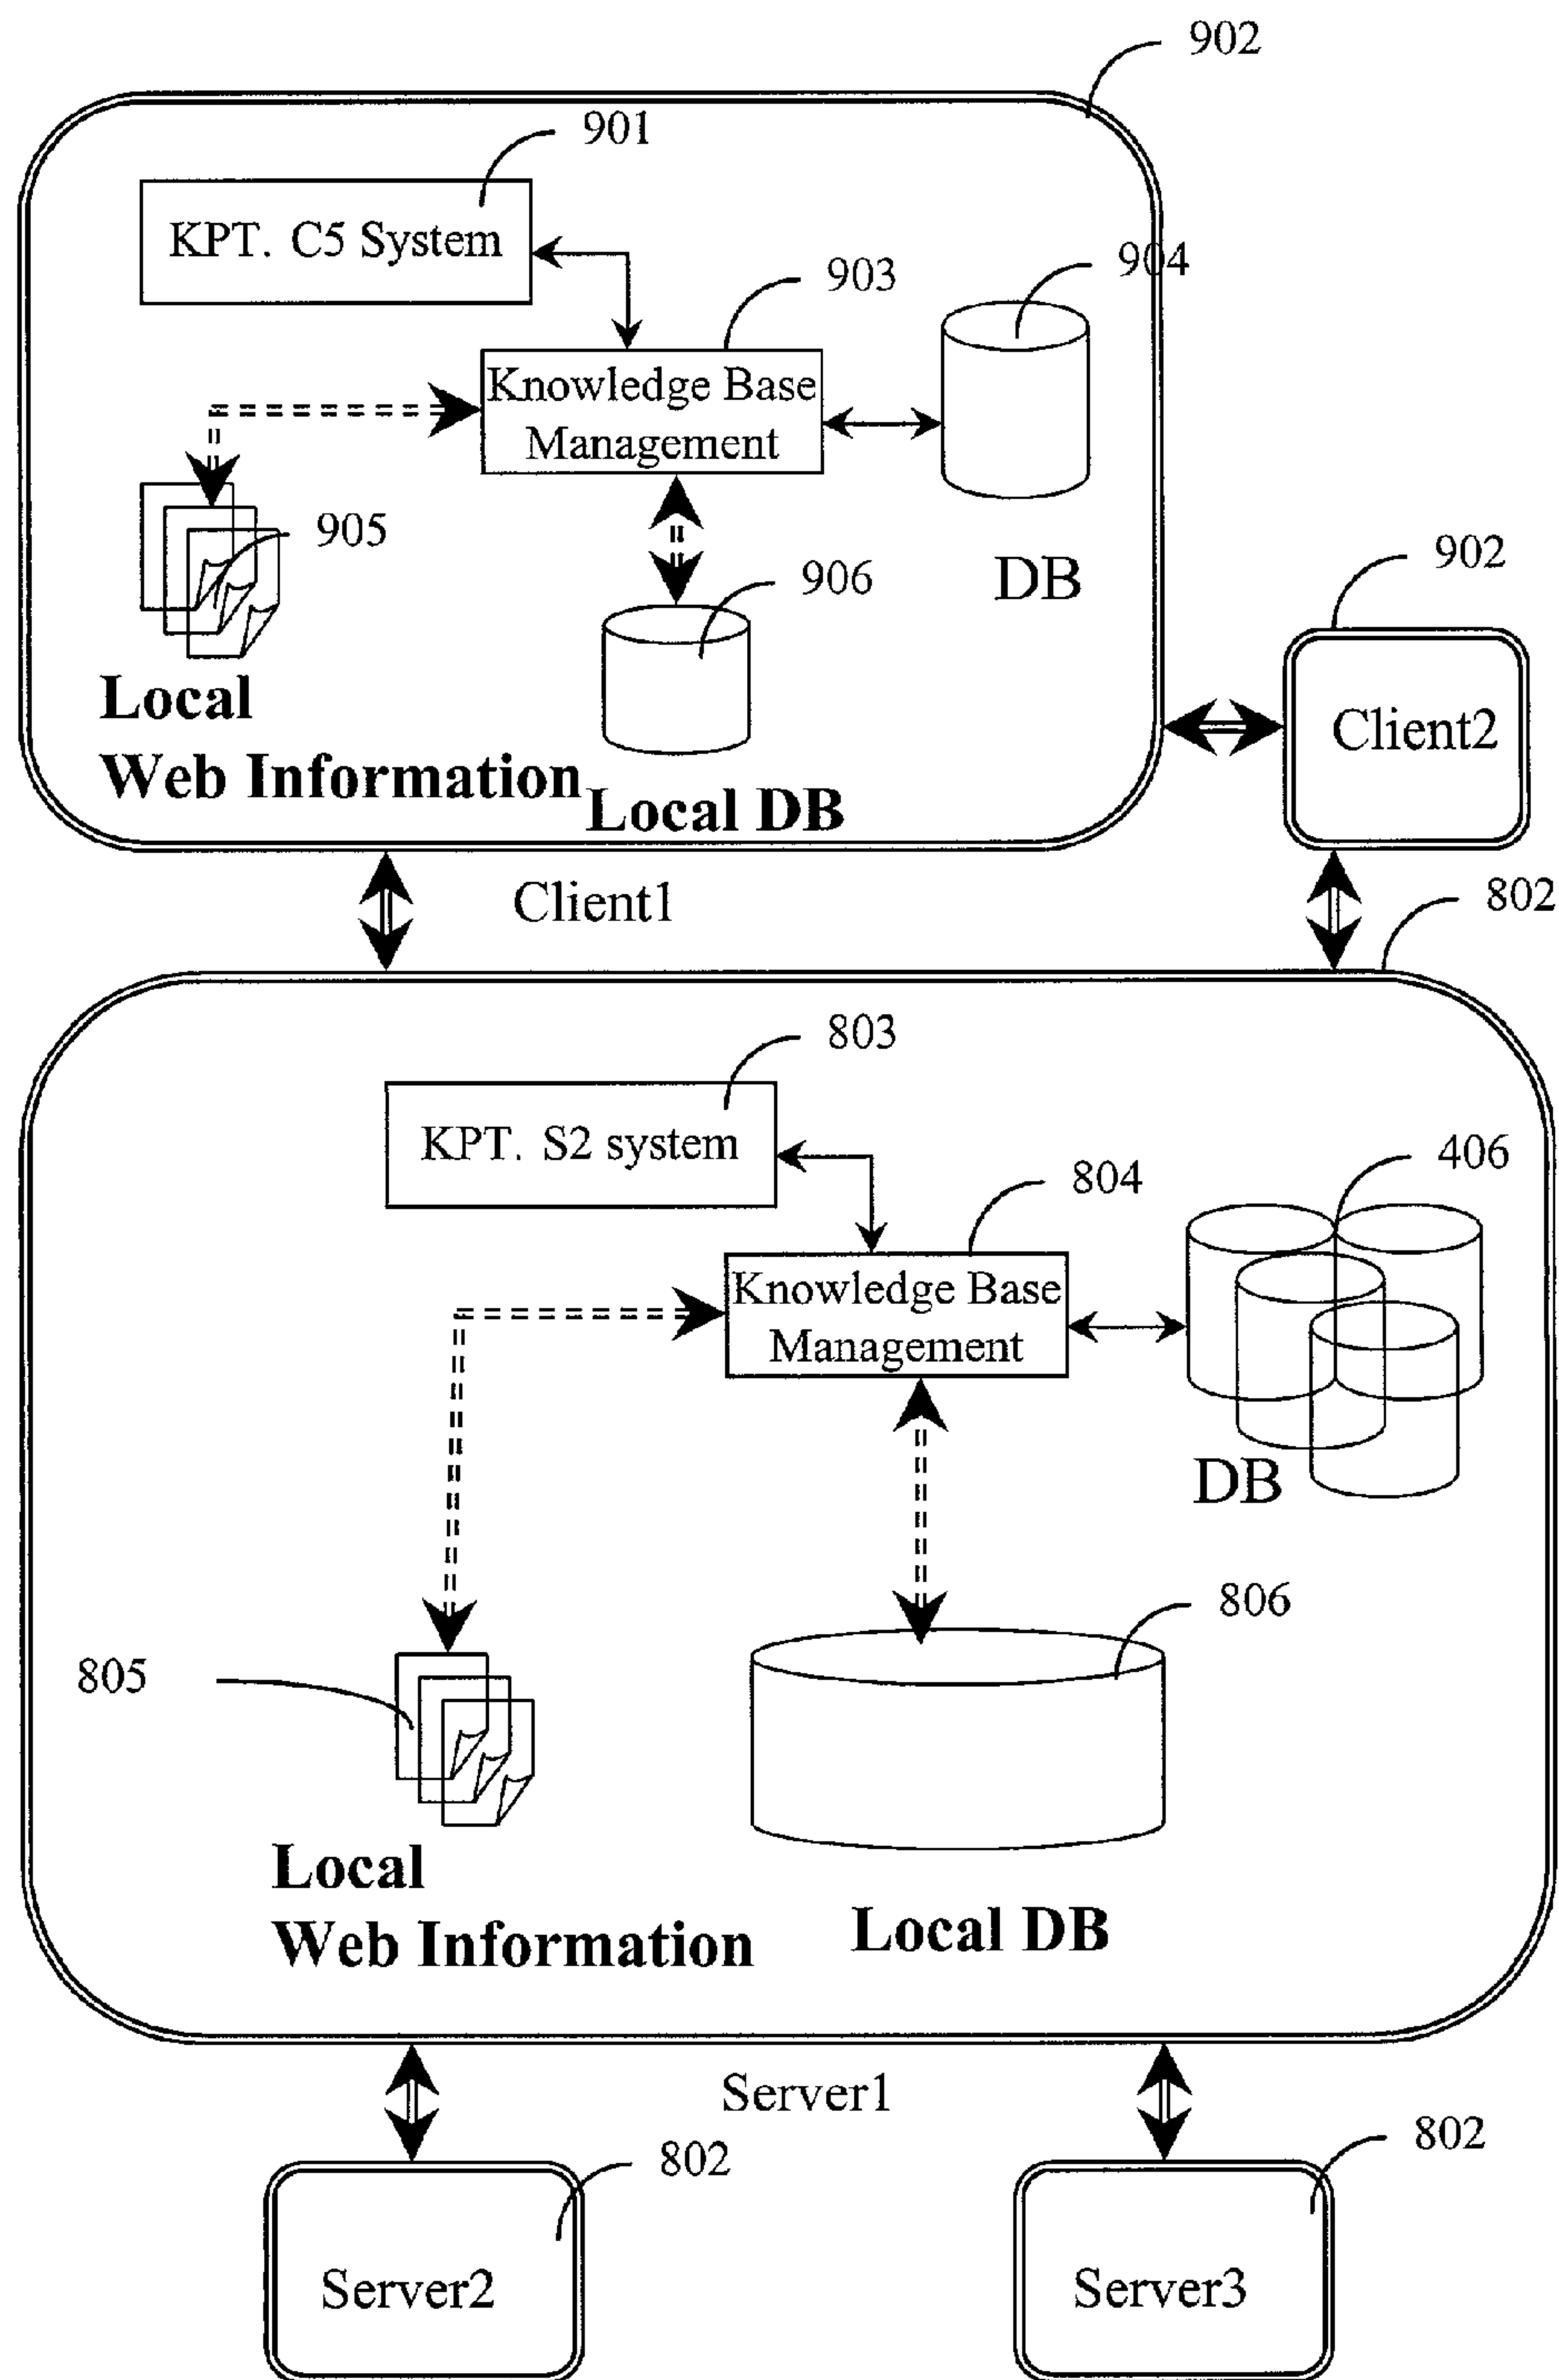 902
901
KPT. C5 System
903
904
Knowledge Base
Management
905
906
DB
902
Local
Web Information
Local DB
Client2
Client1
802
803
KPT. S2 system
804
406
Knowledge Base
Management
DB
806
805
Local
Web Information
Local DB
Server1
802
802
Server2
Server3